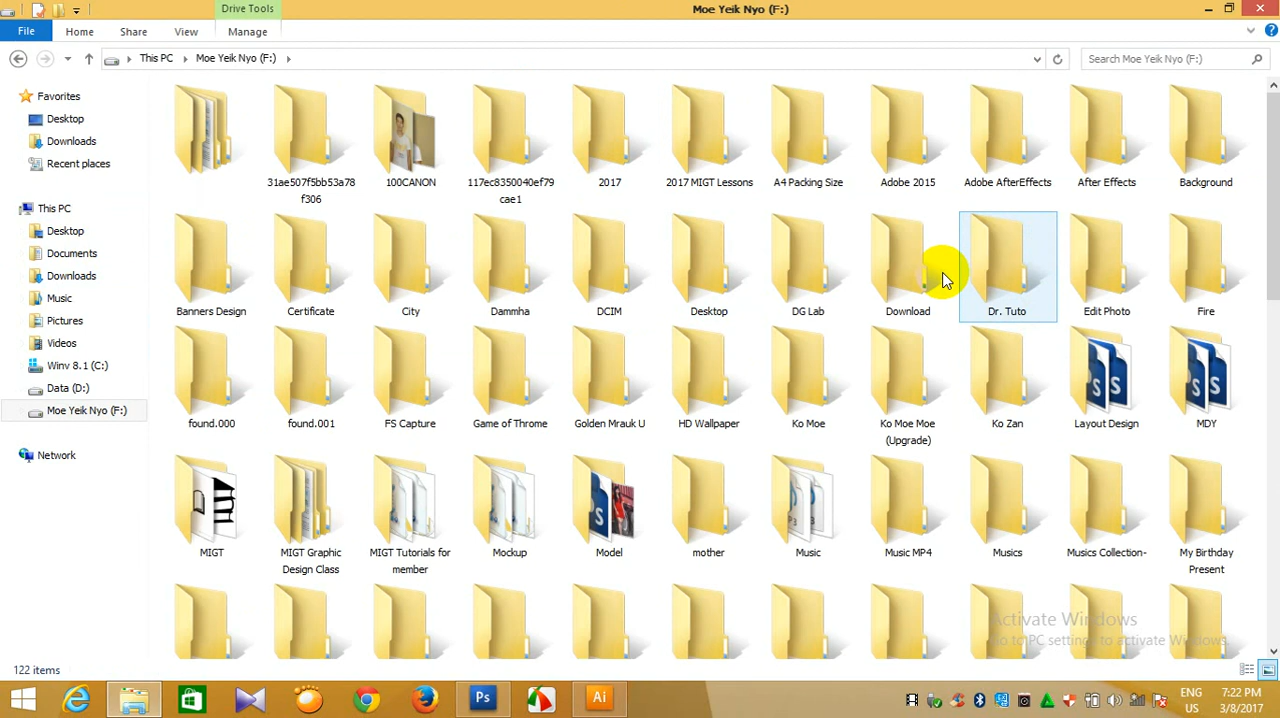 Drive Tools
Moe Yeik Nyo (F:)
File Home Share View Manage
This PC Moe Yeik Nyo (F:)
Search Moe Yeik Nyo (F:)
Favorites
Desktop
Downloads
Recent places
This PC
Desktop
Documents
Downloads
Music
Pictures
Videos
Winv 8.1 (C:)
Data (D:)
Moe Yeik Nyo (F:)
Network
31ae507f5bb53a78f306
100CANON
117ec8350040ef79cae1
2017
2017 MIGT Lessons
A4 Packing Size
Adobe 2015
Adobe AfterEffects
After Effects
Background
Banners Design
Certificate
City
Dammha
DCIM
Desktop
DG Lab
Download
Dr. Tuto
Edit Photo
Fire
found.000
found.001
FS Capture
Game of Throme
Golden Mrauk U
HD Wallpaper
Ko Moe
Ko Moe Moe (Upgrade)
Ko Zan
Layout Design
MDY
MIGT
MIGT Graphic Design Class
MIGT Tutorials for member
Mockup
Model
mother
Music
Music MP4
Musics
Musics Collection-
My Birthday Present
Activate Windows
Go to PC settings to activate Windows.
122 items
Ps
Ai
ENG
US
7:22 PM
3/8/2017